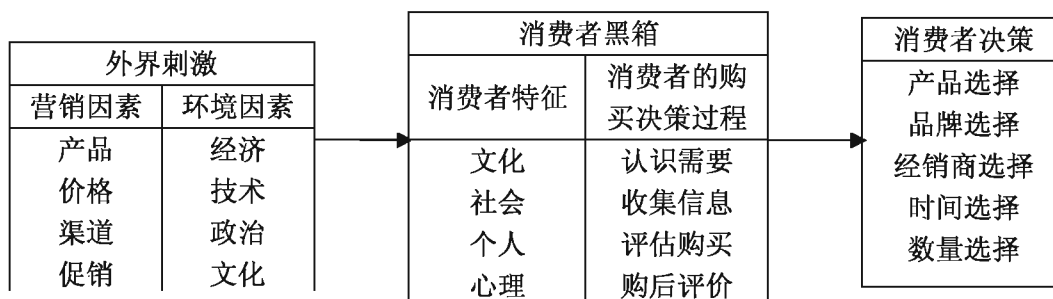 外界刺激
营销因素 环境因素
产品 经济
价格 技术
渠道 政治
促销 文化
消费者黑箱
消费者特征 消费者的购
买决策过程
文化 认识需要
社会 收集信息
个人 评估购买
心理 购后评价
消费者决策
产品选择
品牌选择
经销商选择
时间选择
数量选择